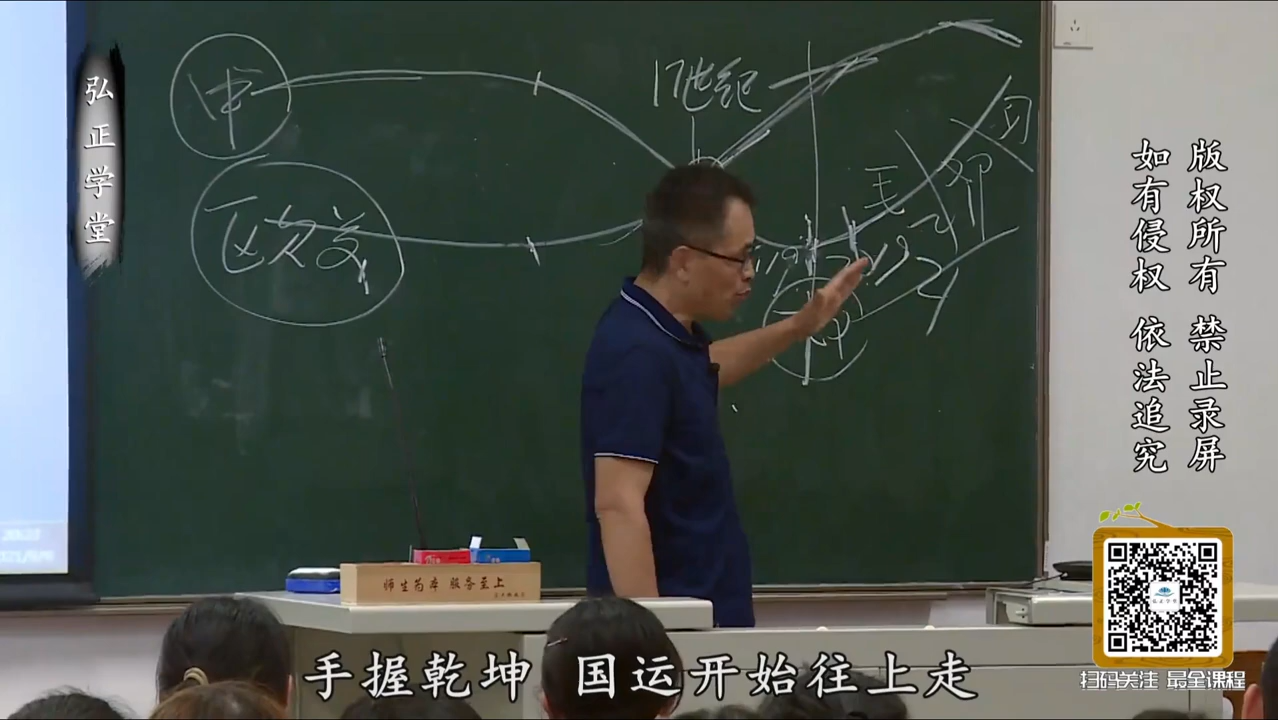 弘正学堂
中
17世纪
欧美
毛
邓
习
1919
师生为本 服务至上
版权所有 禁止录屏
如有侵权 依法追究
手握乾坤 国运开始往上走
扫码关注 最全课程